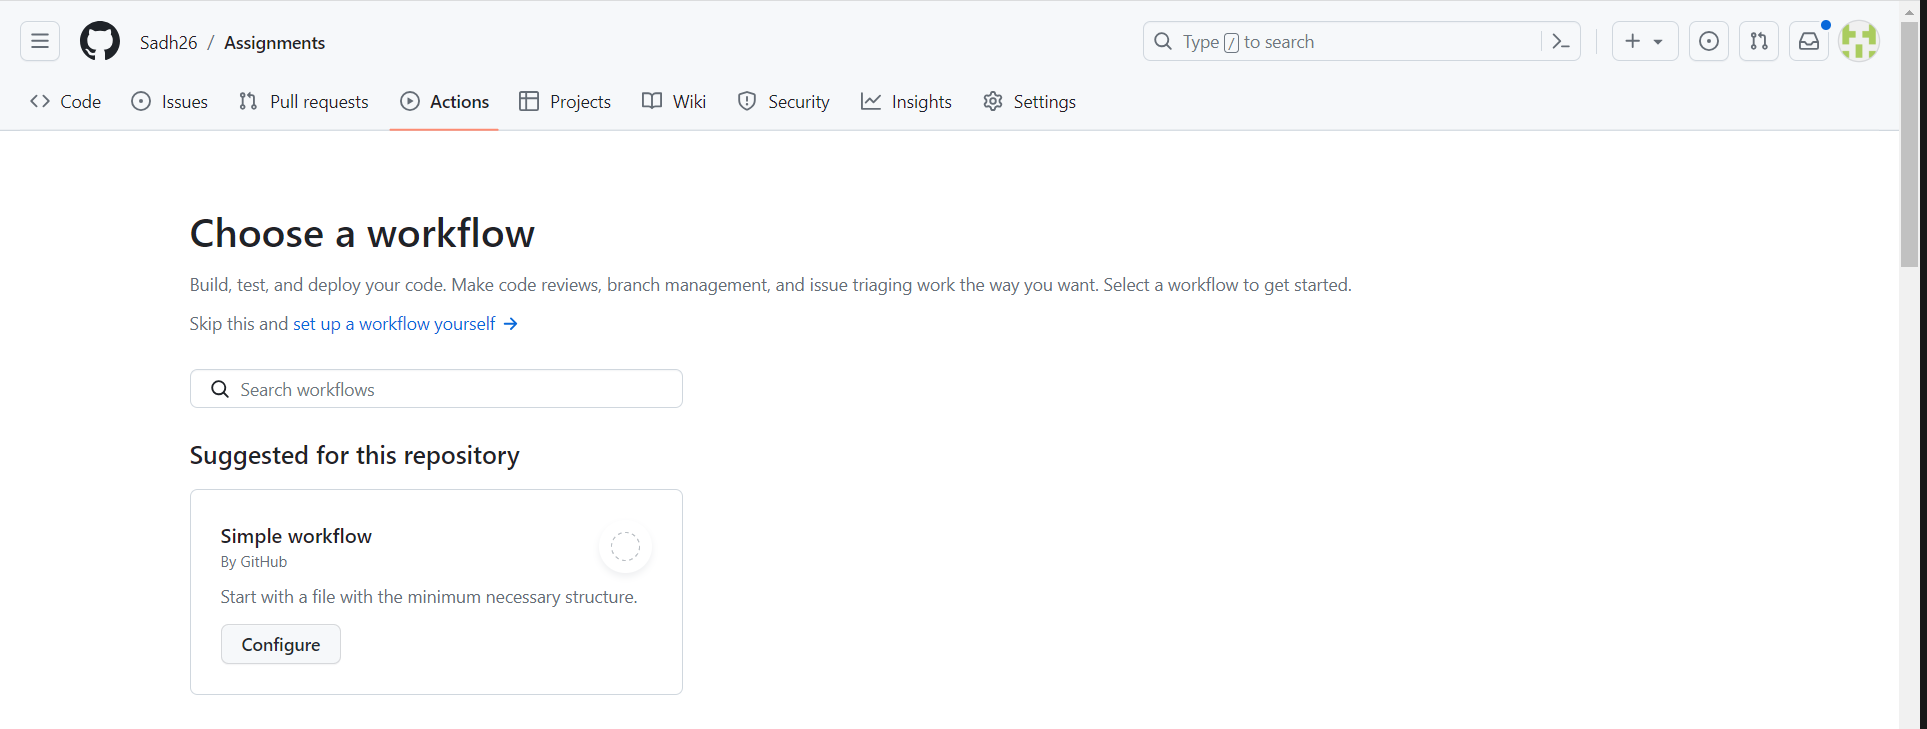 Sadh26 / Assignments
Type / to search
Code Issues Pull requests Actions Projects Wiki Security Insights Settings
Choose a workflow
Build, test, and deploy your code. Make code reviews, branch management, and issue triaging work the way you want. Select a workflow to get started.
Skip this and set up a workflow yourself →
Search workflows
Suggested for this repository
Simple workflow
By GitHub
Start with a file with the minimum necessary structure.
Configure